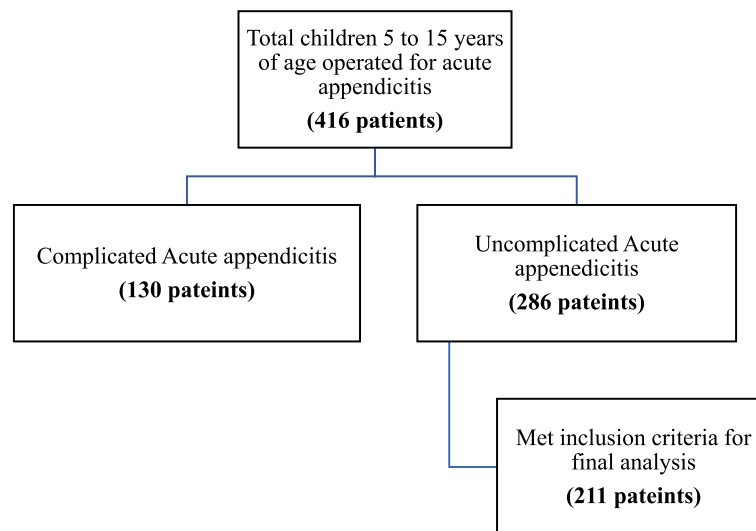 Total children 5 to 15 years
of age operated for acute
appendicitis
(416 patients)
Complicated Acute appendicitis
(130 pateints)
Uncomplicated Acute
appenedicitis
(286 pateints)
Met inclusion criteria for
final analysis
(211 pateints)